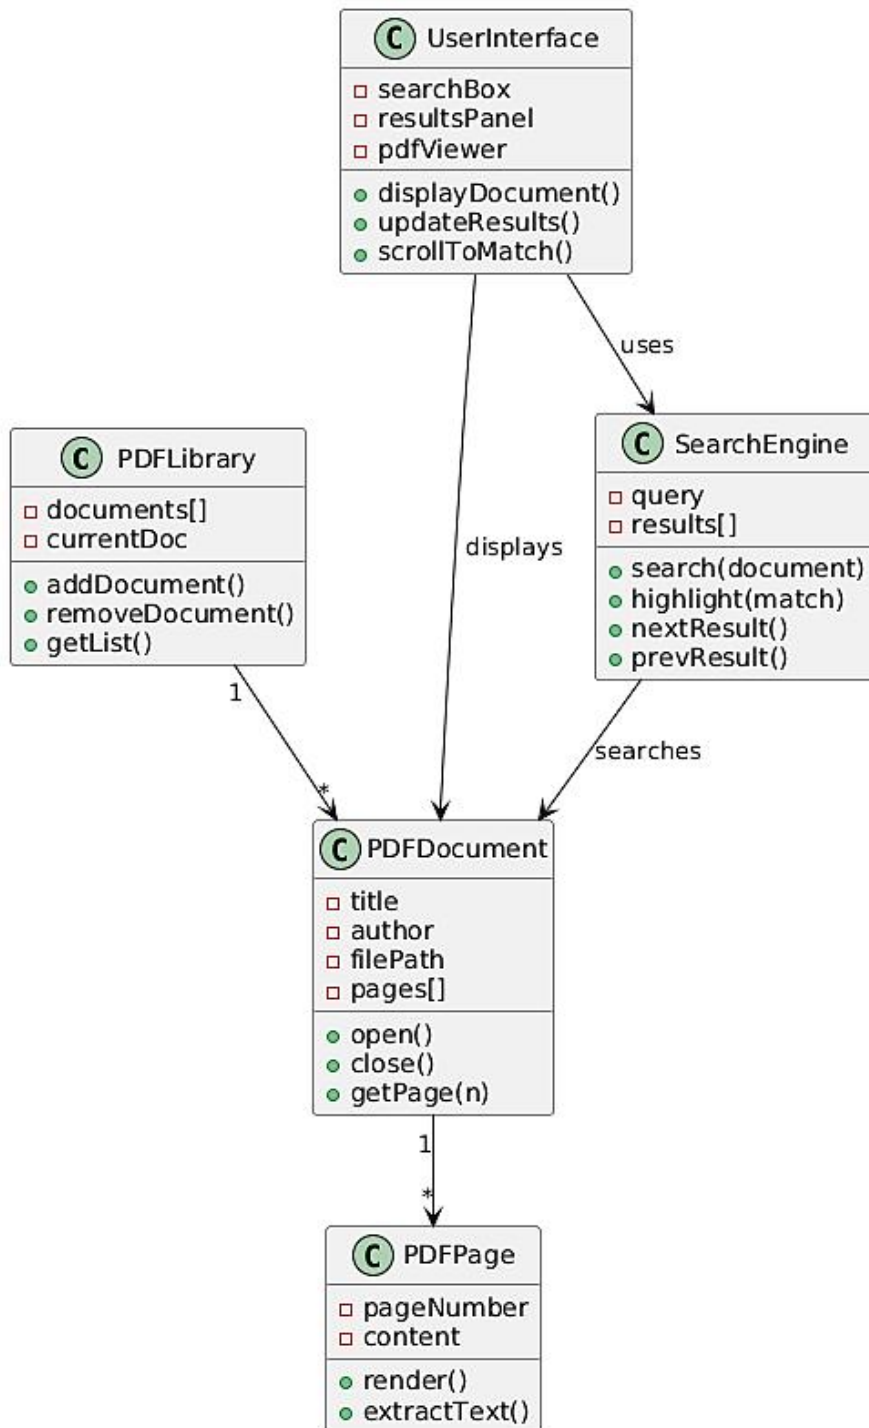 C UserInterface
searchBox
resultsPanel
pdfViewer
displayDocument()
updateResults()
scrollToMatch()
uses
C PDFLibrary
documents[]
currentDoc
addDocument()
removeDocument()
getList()
displays
C SearchEngine
query
results[]
search(document)
highlight(match)
nextResult()
prevResult()
1
*
searches
C PDFDocument
title
author
filePath
pages[]
open()
close()
getPage(n)
1
*
C PDFPage
pageNumber
content
render()
extractText()